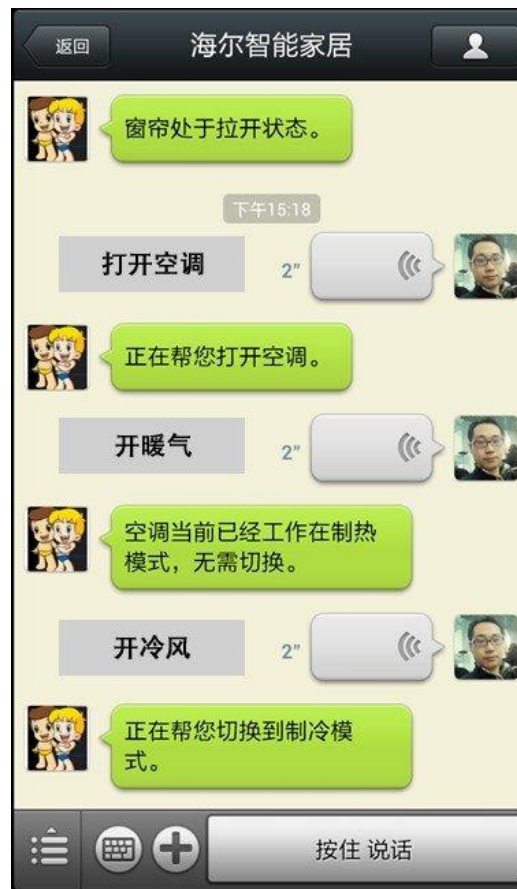 返回
海尔智能家居
窗帘处于拉开状态。
下午15:18
打开空调
2"
正在帮您打开空调。
开暖气
2"
空调当前已经工作在制热
模式，无需切换。
开冷风
2"
正在帮您切换到制冷模
式。
按住 说话